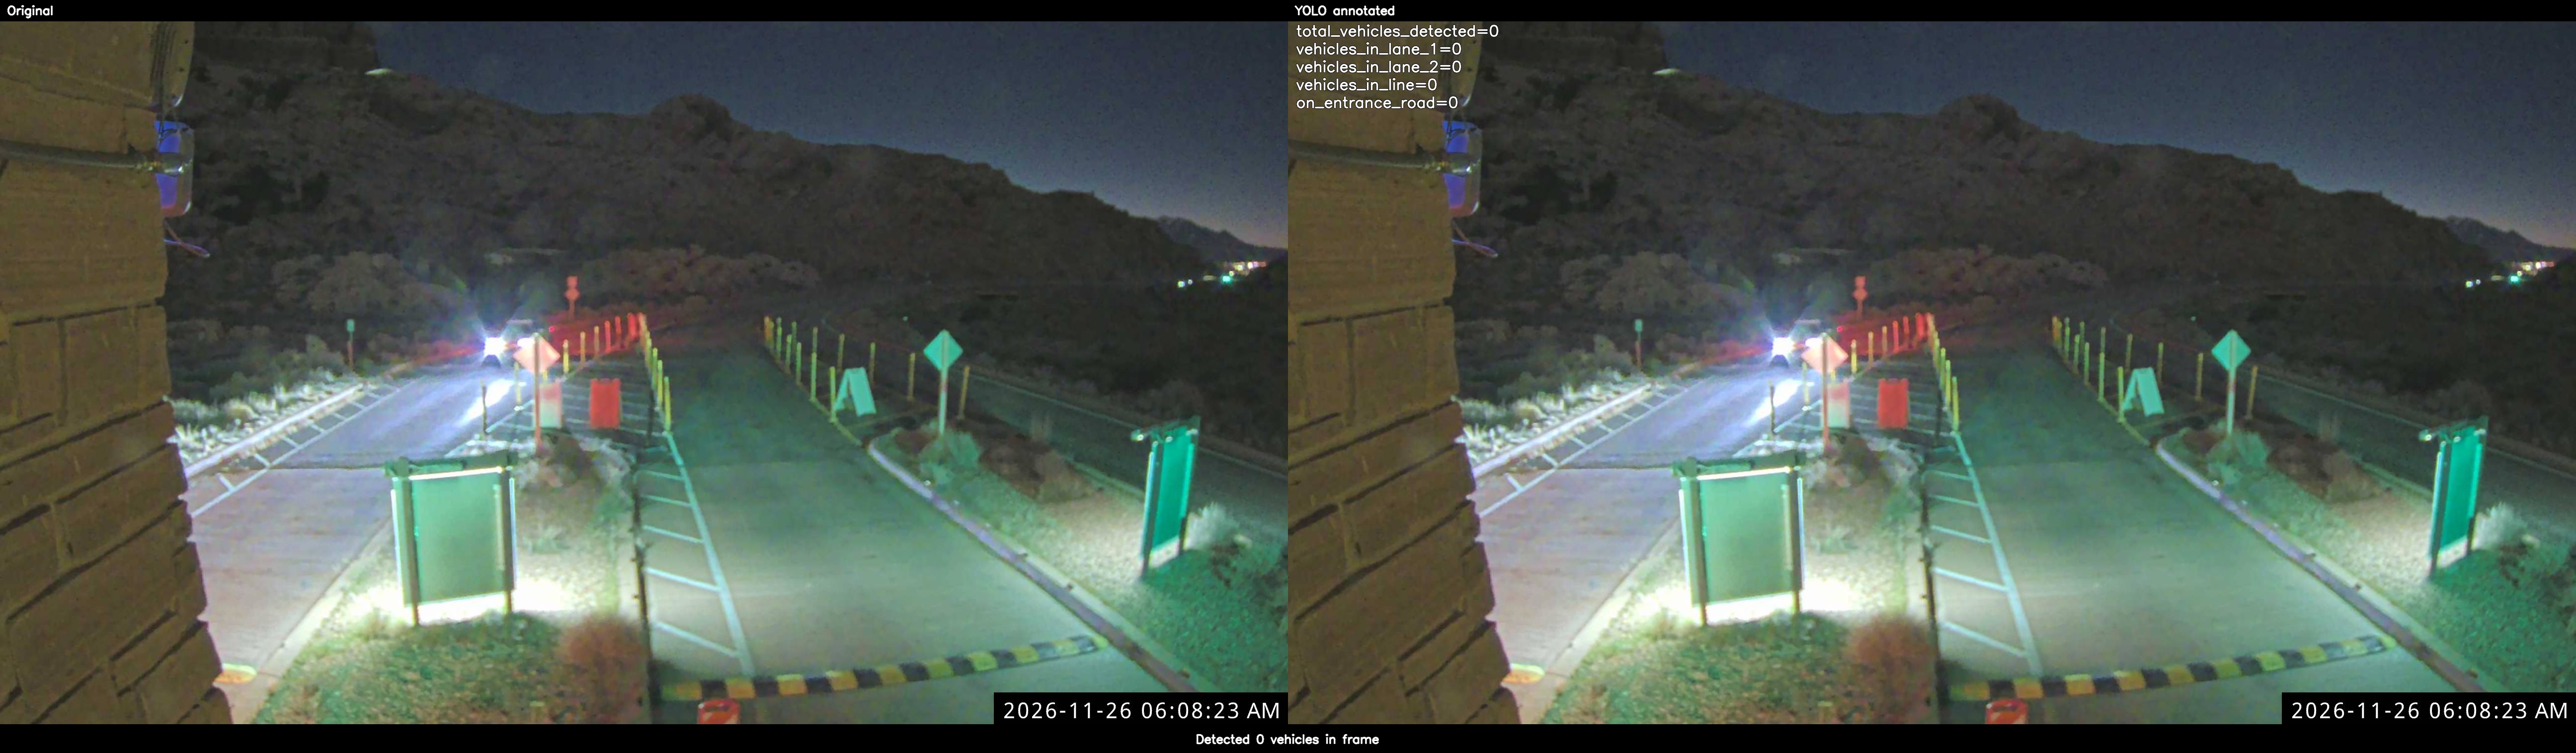 Original
YOLO annotated
total_vehicles_detected=0
vehicles_in_lane_1=0
vehicles_in_lane_2=0
vehicles_in_line=0
on_entrance_road=0
2026-11-26 06:08:23 AM
2026-11-26 06:08:23 AM
Detected 0 vehicles in frame